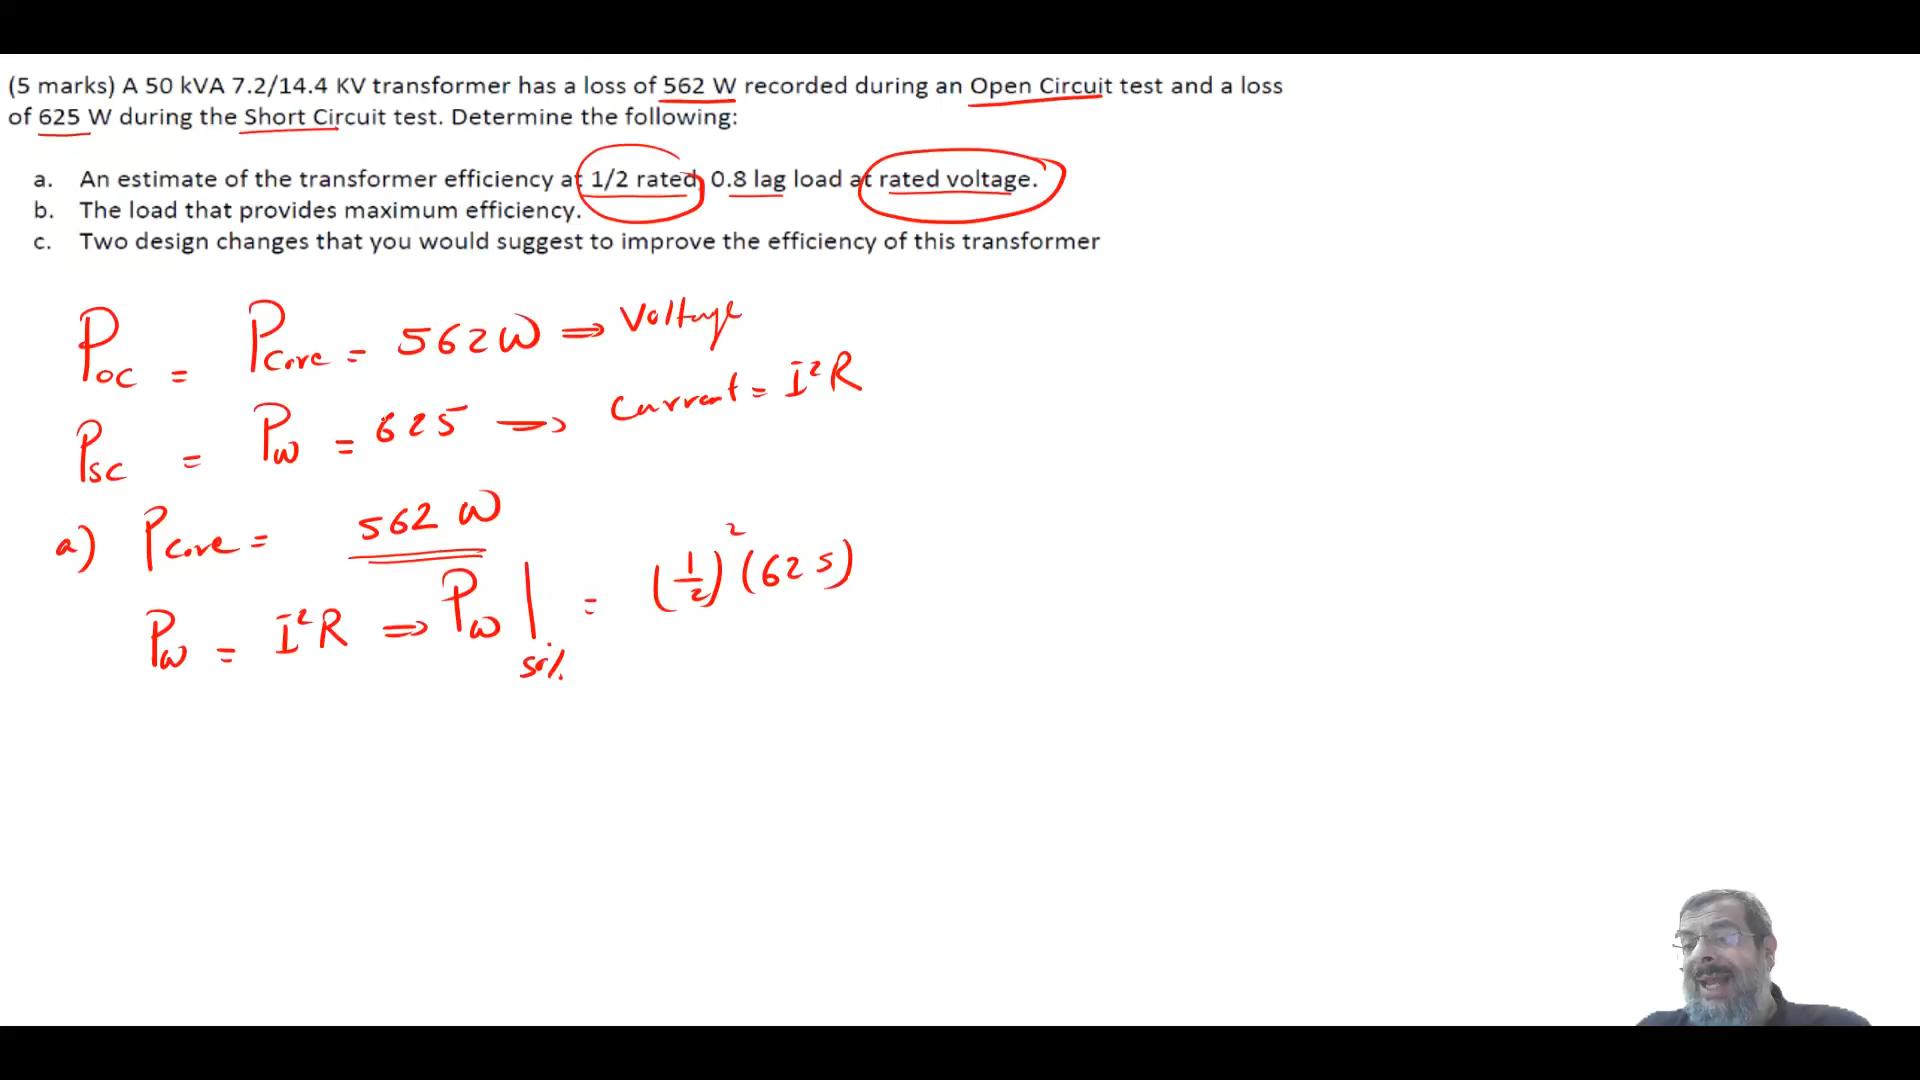 (5 marks) A 50 kVA 7.2/14.4 KV transformer has a loss of 562 W recorded during an Open Circuit test and a loss
of 625 W during the Short Circuit test. Determine the following:
a. An estimate of the transformer efficiency at 1/2 rated, 0.8 lag load at rated voltage.
b. The load that provides maximum efficiency.
c. Two design changes that you would suggest to improve the efficiency of this transformer
Poc = Pcore = 562W ⇒ Voltage
Psc = Pw = 625 ⇒ Current = I²R
a) Pcore = 562 W
Pw = I²R ⇒ Pw | 50% = (1/2)² (625)